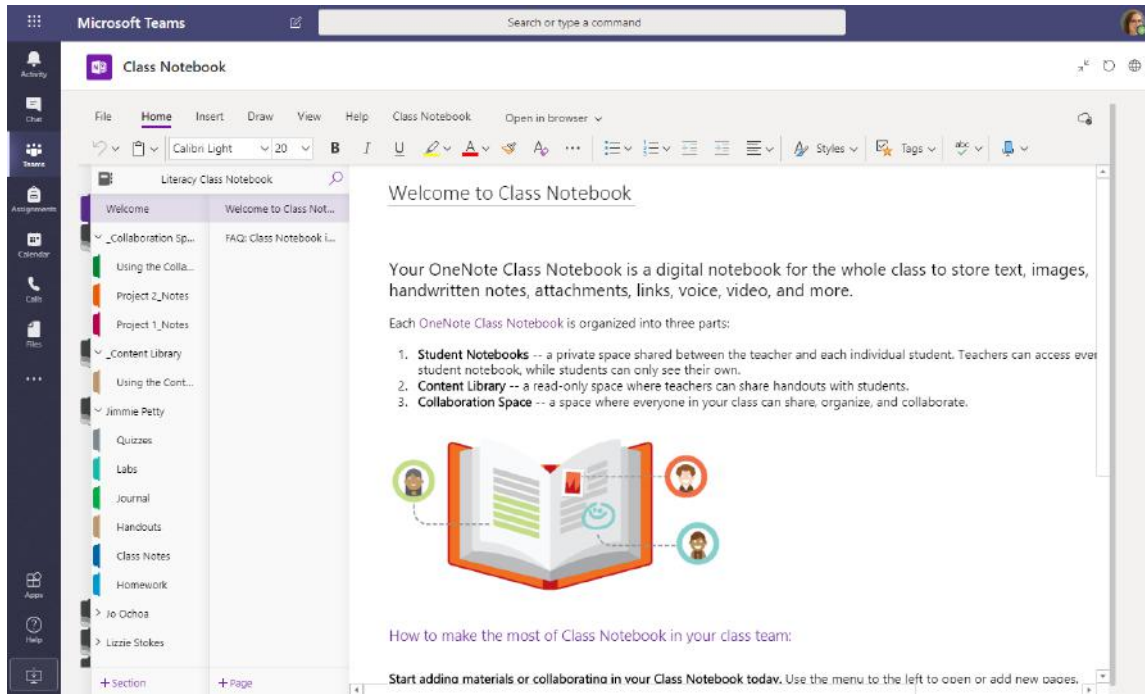 Microsoft Teams
Search or type a command
Activity
Chat
Teams
Assignments
Calendar
Calls
Files
Apps
Help
Class Notebook
File Home Insert Draw View Help Class Notebook Open in browser
Calibri Light 20 B I U A A Styles Tags abc
Literacy Class Notebook
Welcome
_Collaboration Sp...
Using the Colla...
Project 2_Notes
Project 1_Notes
_Content Library
Using the Cont...
Jimmie Petty
Quizzes
Labs
Journal
Handouts
Class Notes
Homework
Jo Ochoa
Lizzie Stokes
+ Section
Welcome to Class Not...
FAQ: Class Notebook i...
+ Page
Welcome to Class Notebook
Your OneNote Class Notebook is a digital notebook for the whole class to store text, images,
handwritten notes, attachments, links, voice, video, and more.
Each OneNote Class Notebook is organized into three parts:
1. Student Notebooks -- a private space shared between the teacher and each individual student. Teachers can access ever
student notebook, while students can only see their own.
2. Content Library -- a read-only space where teachers can share handouts with students.
3. Collaboration Space -- a space where everyone in your class can share, organize, and collaborate.
How to make the most of Class Notebook in your class team:
Start adding materials or collaborating in your Class Notebook today. Use the menu to the left to open or add new pages.